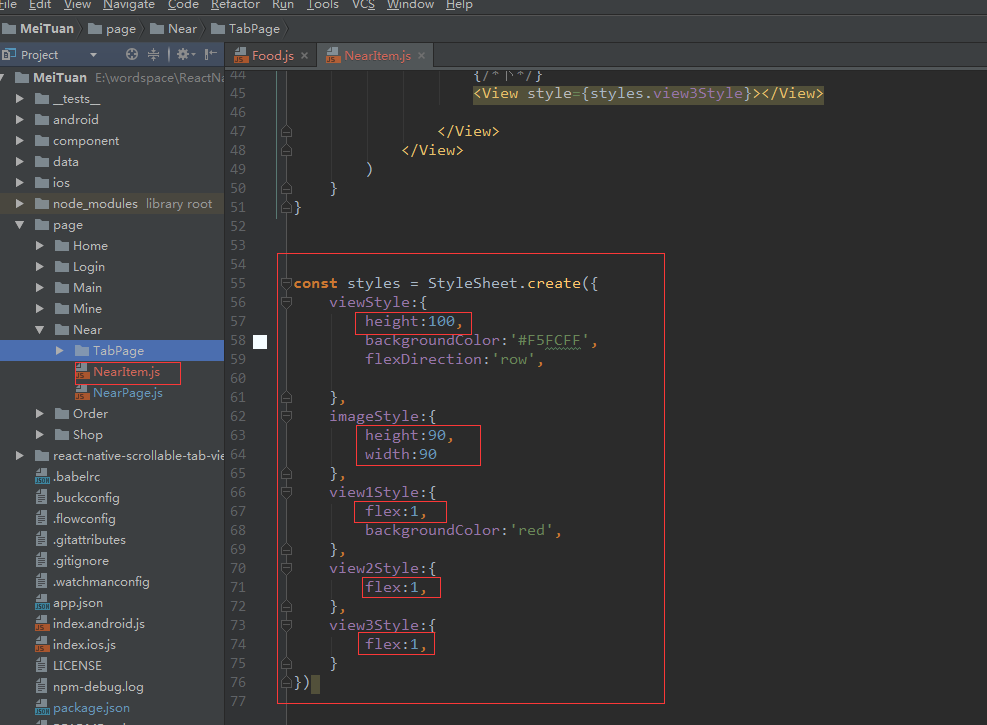 File Edit View Navigate Code Refactor Run Tools VCS Window Help
MeiTuan page Near TabPage
Project
Food.js NearItem.js
MeiTuan E:\wordspace\ReactNa
__tests__
android
component
data
ios
node_modules library root
page
Home
Login
Main
Mine
Near
TabPage
NearItem.js
NearPage.js
Order
Shop
react-native-scrollable-tab-vie
.babelrc
.buckconfig
.flowconfig
.gitattributes
.gitignore
.watchmanconfig
app.json
index.android.js
index.ios.js
LICENSE
npm-debug.log
package.json
44 {/*下*/}
45 <View style={styles.view3Style}></View>
46
47 </View>
48 </View>
49 )
50 }
51 }
52
53
54
55 const styles = StyleSheet.create({
56 viewStyle:{
57 height:100,
58 backgroundColor:'#F5FCFF',
59 flexDirection:'row',
60
61 },
62 imageStyle:{
63 height:90,
64 width:90
65 },
66 view1Style:{
67 flex:1,
68 backgroundColor:'red',
69 },
70 view2Style:{
71 flex:1,
72 },
73 view3Style:{
74 flex:1,
75 }
76 })
77